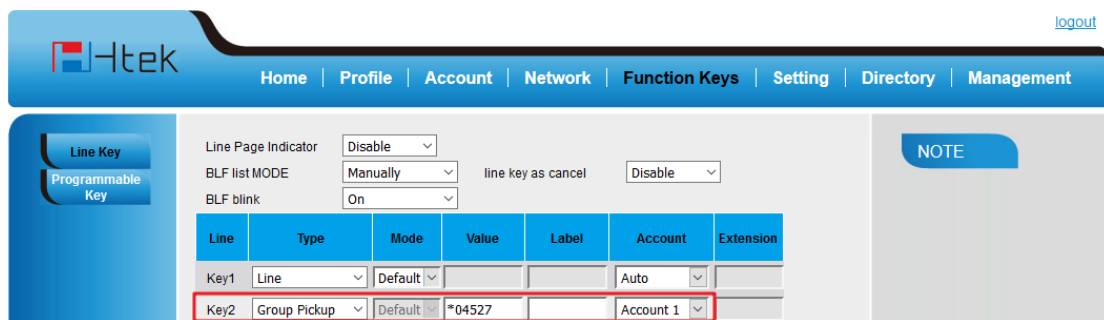 logout
Htek
Home | Profile | Account | Network | Function Keys | Setting | Directory | Management
Line Key
Programmable Key
Line Page Indicator Disable
BLF list MODE Manually line key as cancel Disable
BLF blink On
NOTE
Line Type Mode Value Label Account Extension
Key1 Line Default Auto
Key2 Group Pickup Default *04527 Account 1